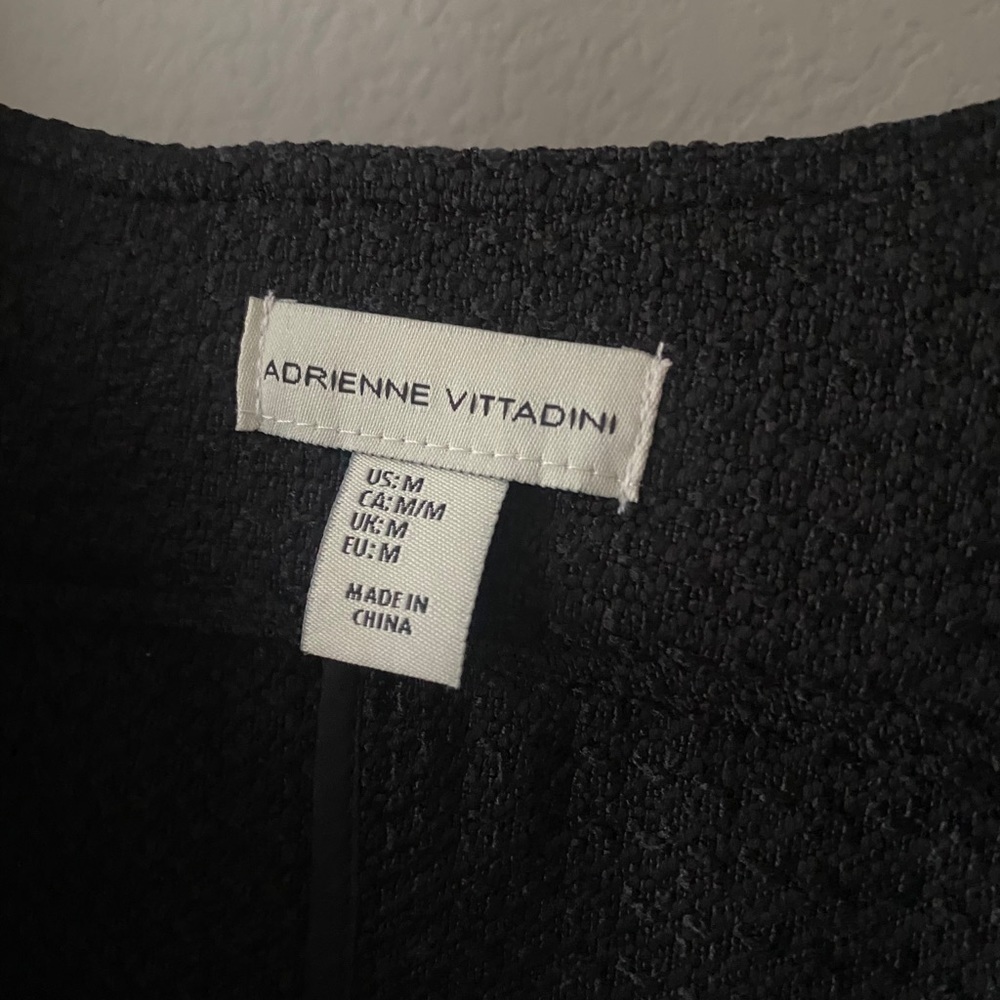 ADRIENNE VITTADINI
US: M
CA: M/M
UK: M
EU: M
MADE IN
CHINA